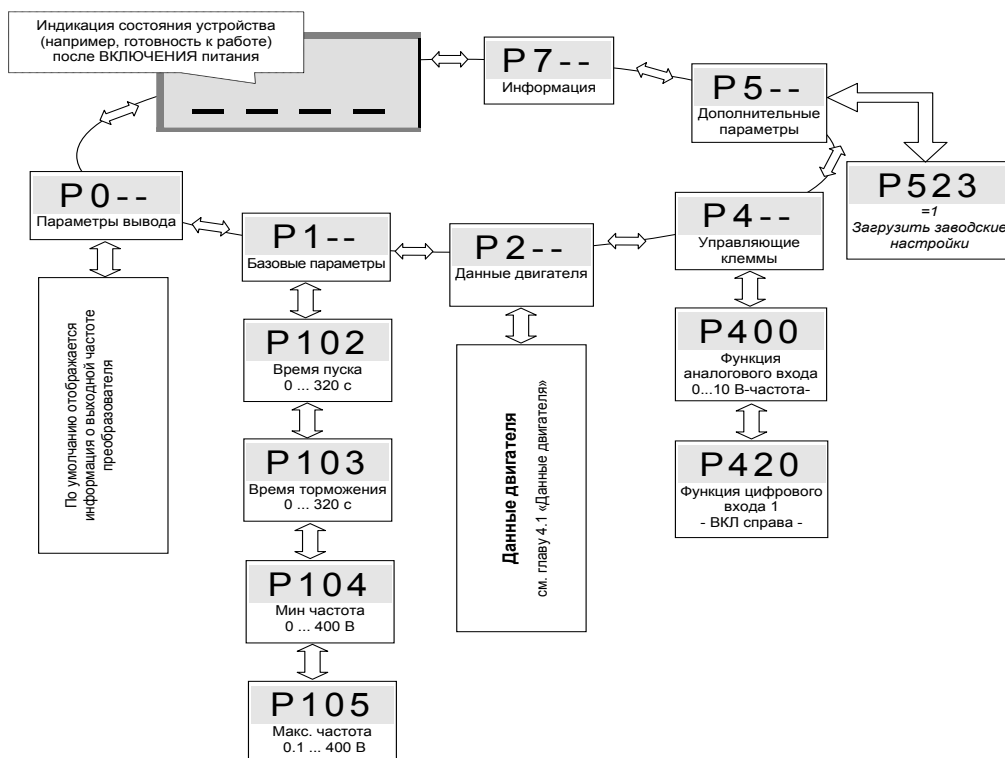 Индикация состояния устройства
(например, готовность к работе)
после ВКЛЮЧЕНИЯ питания
_ _ _ _
P7--
Информация
P5--
Дополнительные
параметры
P523
=1
Загрузить заводские
настройки
P0--
Параметры вывода
P1--
Базовые параметры
P2--
Данные двигателя
P4--
Управляющие
клеммы
По умолчанию отображается
информация о выходной частоте
преобразователя
P102
Время пуска
0 ... 320 с
P103
Время торможения
0 ... 320 с
P104
Мин частота
0 ... 400 В
P105
Макс. частота
0.1 ... 400 В
Данные двигателя
см. главу 4.1 «Данные двигателя»
P400
Функция
аналогового входа
0...10 В-частота-
P420
Функция цифрового
входа 1
- ВКЛ справа -